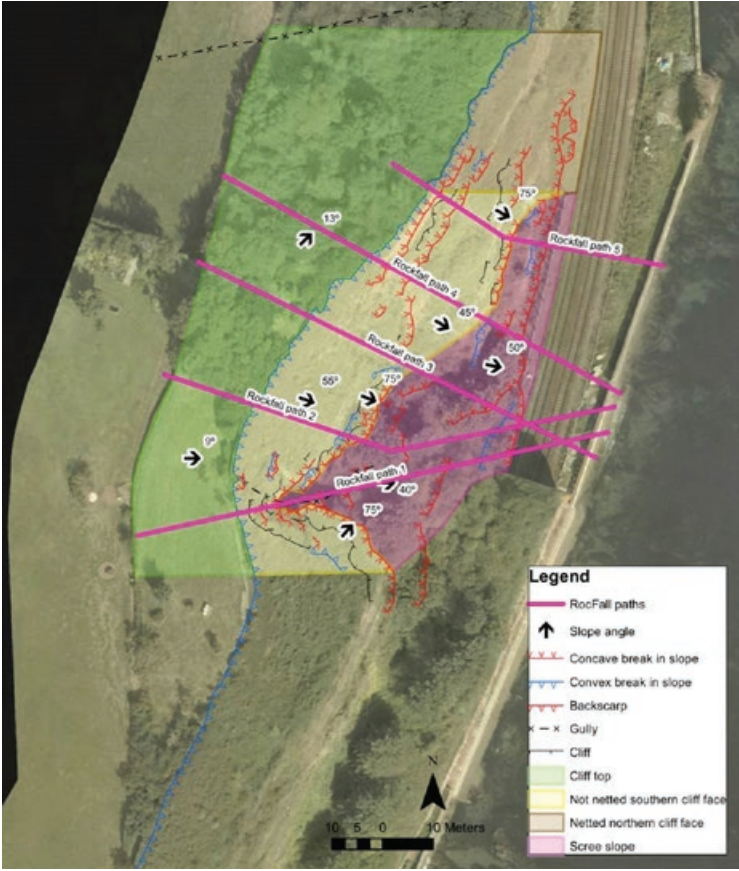 75°
13°
Rockfall path 5
Rockfall path 4
45°
Rockfall path 3
50°
55°
75°
Rockfall path 2
9°
Rockfall path 1
40°
75°
Legend
RocFall paths
Slope angle
Concave break in slope
Convex break in slope
Backscarp
Gully
Cliff
Cliff top
Not netted southern cliff face
Netted northern cliff face
Scree slope
N
10 5 0 10 Meters